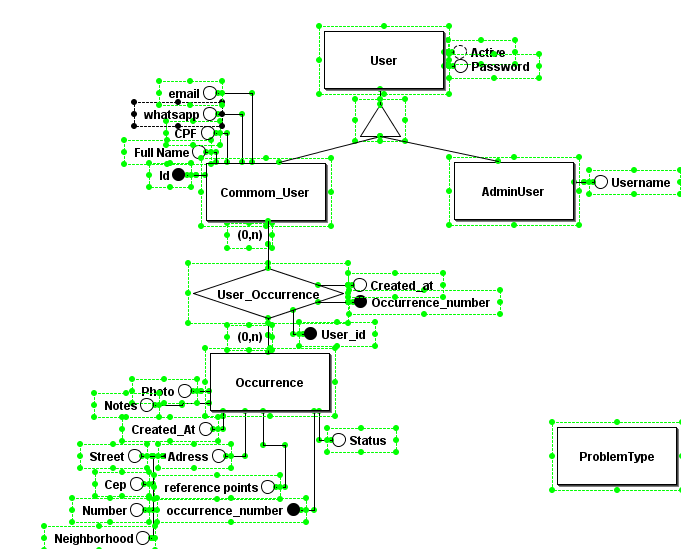 User
Active
Password
email
whatsapp
CPF
Full Name
Id
Commom_User
AdminUser
Username
(0,n)
User_Occurrence
Created_at
Occurrence_number
(0,n)
User_id
Occurrence
Photo
Notes
Created_At
Status
Street
Adress
ProblemType
Cep
reference points
Number
occurrence_number
Neighborhood